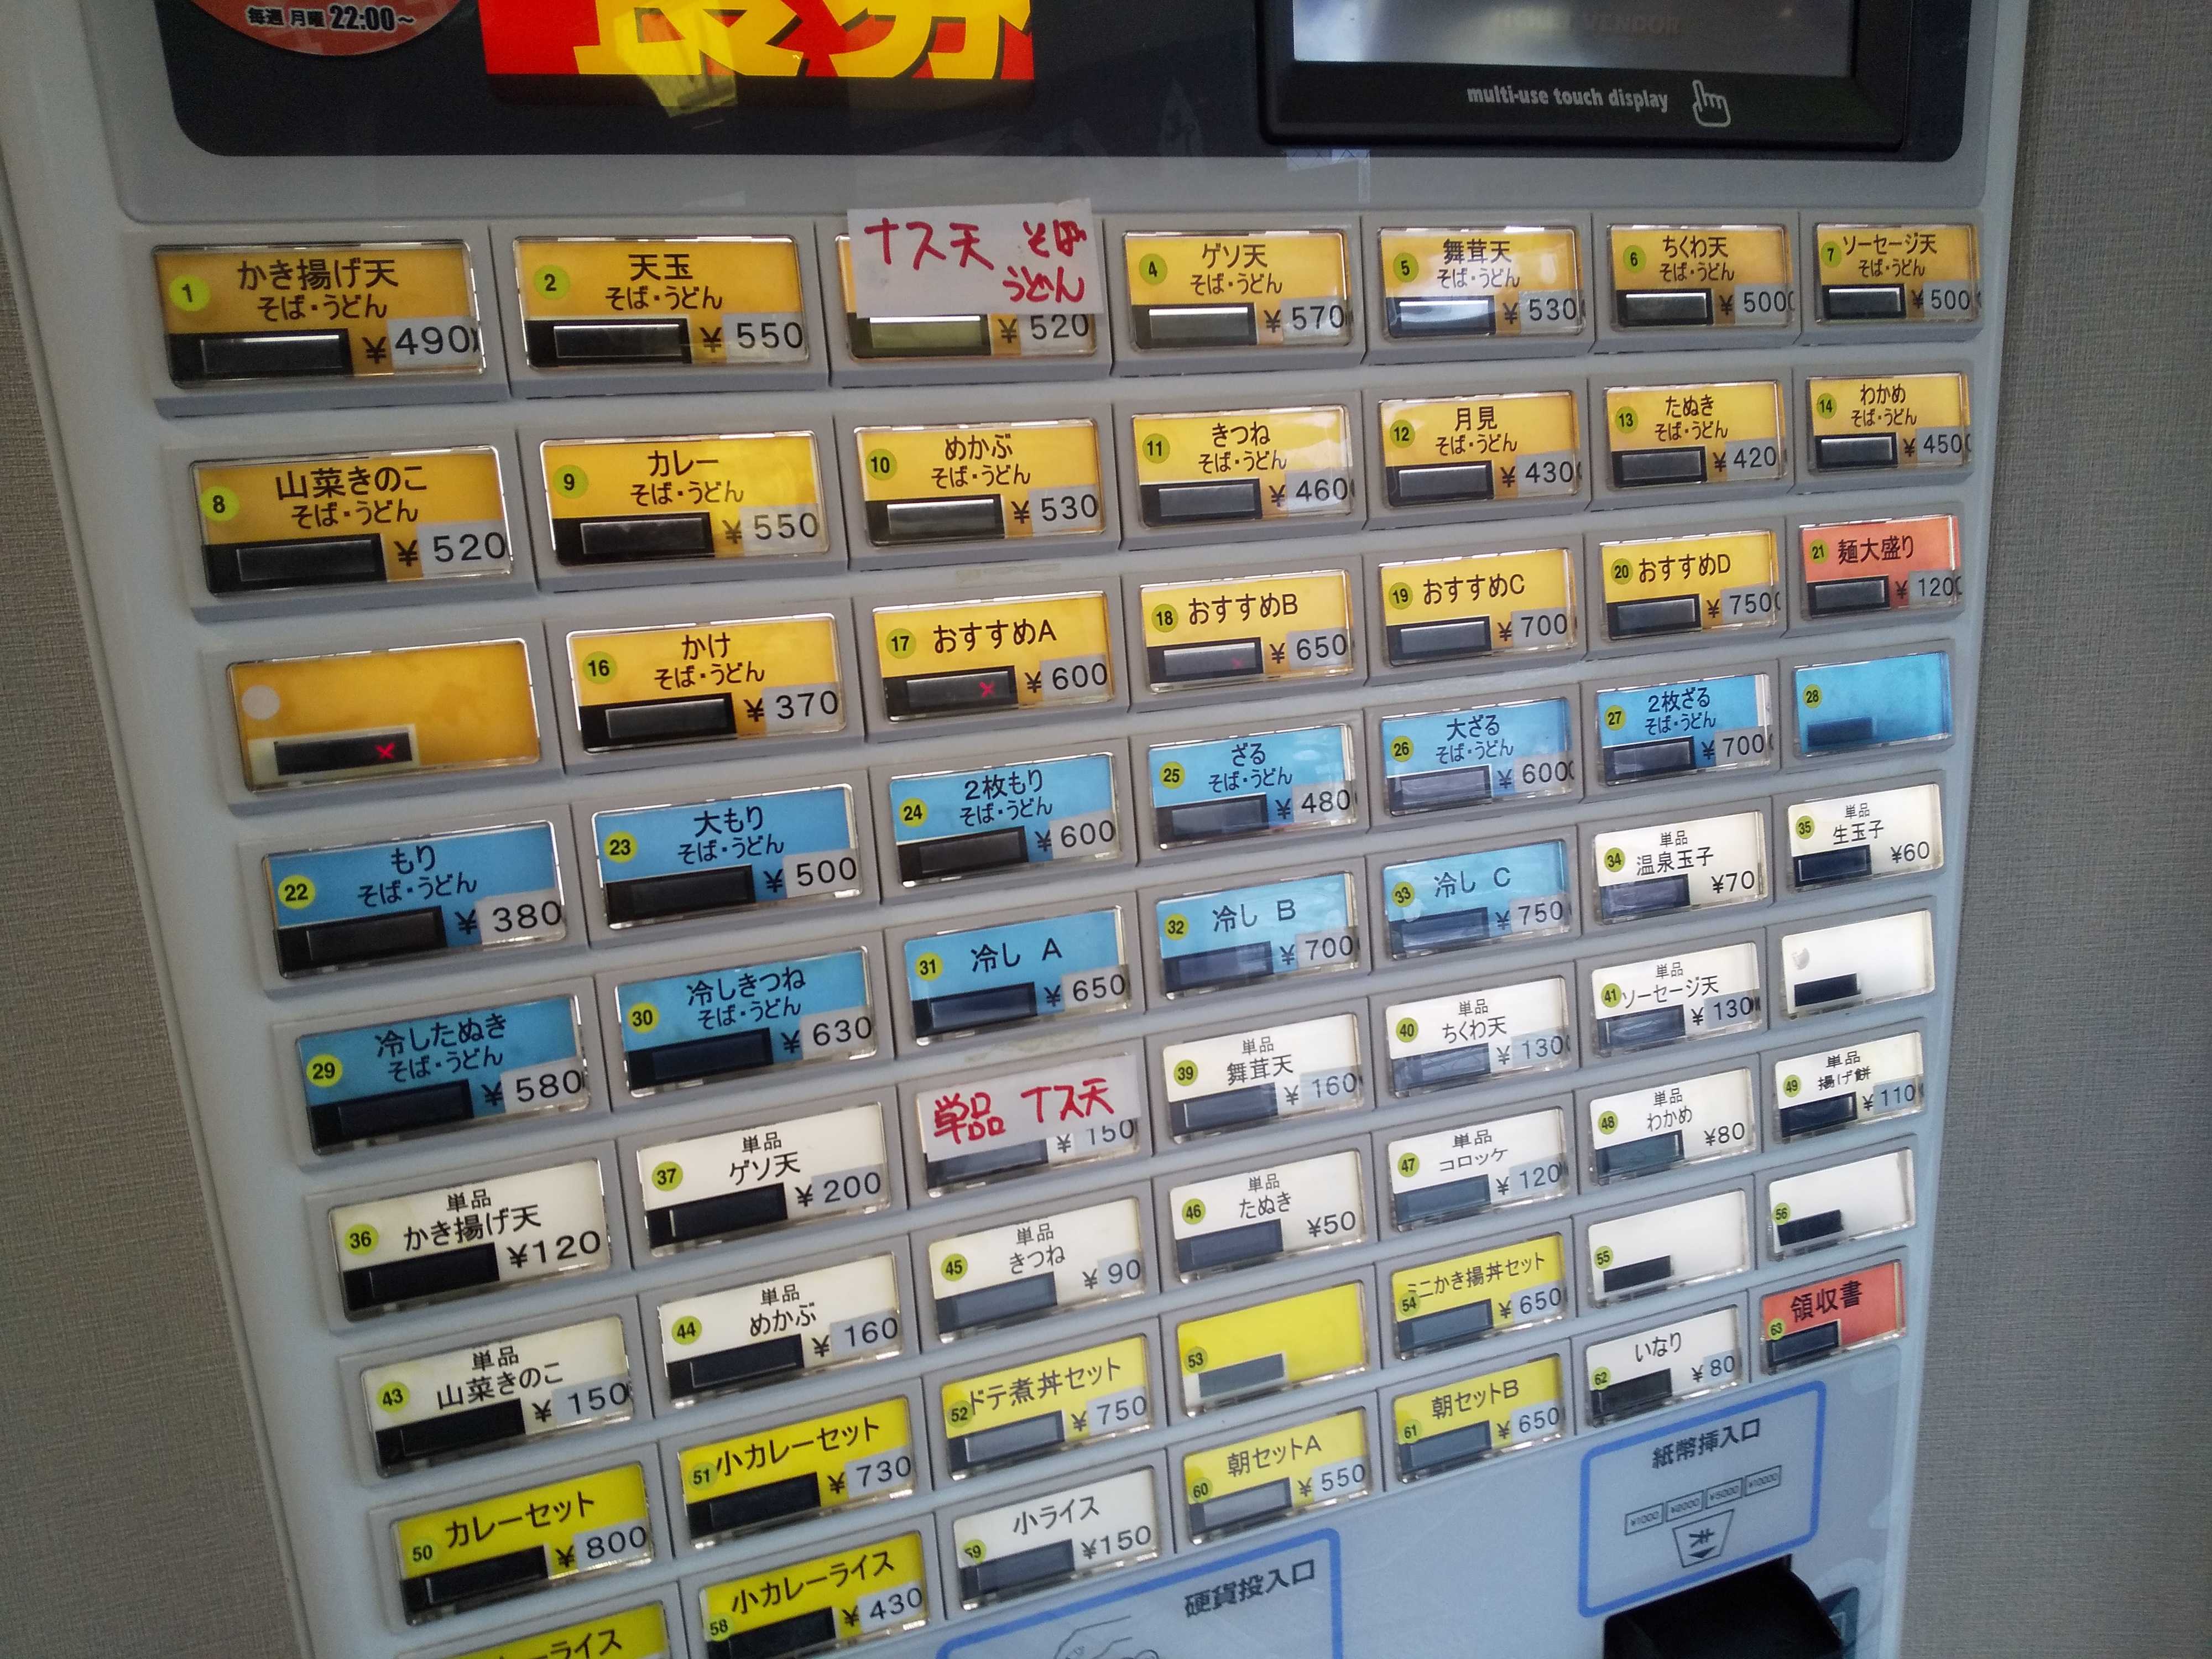 毎週 月曜 22:00～
TICKET VENDOR
multi-use touch display
1 かき揚げ天
そば・うどん
¥490
2 天玉
そば・うどん
¥550
ナス天 そば
うどん
¥520
4 ゲソ天
そば・うどん
¥570
5 舞茸天
そば・うどん
¥530
6 ちくわ天
そば・うどん
¥500
7 ソーセージ天
そば・うどん
¥500
8 山菜きのこ
そば・うどん
¥520
9 カレー
そば・うどん
¥550
10 めかぶ
そば・うどん
¥530
11 きつね
そば・うどん
¥460
12 月見
そば・うどん
¥430
13 たぬき
そば・うどん
¥420
14 わかめ
そば・うどん
¥450
16 かけ
そば・うどん
¥370
17 おすすめA
¥600
18 おすすめB
¥650
19 おすすめC
¥700
20 おすすめD
¥750
21 麺大盛り
¥120
22 もり
そば・うどん
¥380
23 大もり
そば・うどん
¥500
24 2枚もり
そば・うどん
¥600
25 ざる
そば・うどん
¥480
26 大ざる
そば・うどん
¥600
27 2枚ざる
そば・うどん
¥700
28
29 冷したぬき
そば・うどん
¥580
30 冷しきつね
そば・うどん
¥630
31 冷し A
¥650
32 冷し B
¥700
33 冷し C
¥750
34 単品
温泉玉子
¥70
35 単品
生玉子
¥60
36 単品
かき揚げ天
¥120
37 単品
ゲソ天
¥200
単品 ナス天
¥150
39 単品
舞茸天
¥160
40 単品
ちくわ天
¥130
41 単品
ソーセージ天
¥130
43 単品
山菜きのこ
¥150
44 単品
めかぶ
¥160
45 単品
きつね
¥90
46 単品
たぬき
¥50
47 単品
コロッケ
¥120
48 単品
わかめ
¥80
49 単品
揚げ餅
¥110
50 カレーセット
¥800
51 小カレーセット
¥730
52 ドテ煮丼セット
¥750
53
54 ミニかき揚丼セット
¥650
55
56
ーライス
58 小カレーライス
¥430
59 小ライス
¥150
60 朝セットA
¥550
61 朝セットB
¥650
62 いなり
¥80
63 領収書
硬貨投入口
紙幣挿入口
¥1000 ¥2000 ¥5000 ¥10000